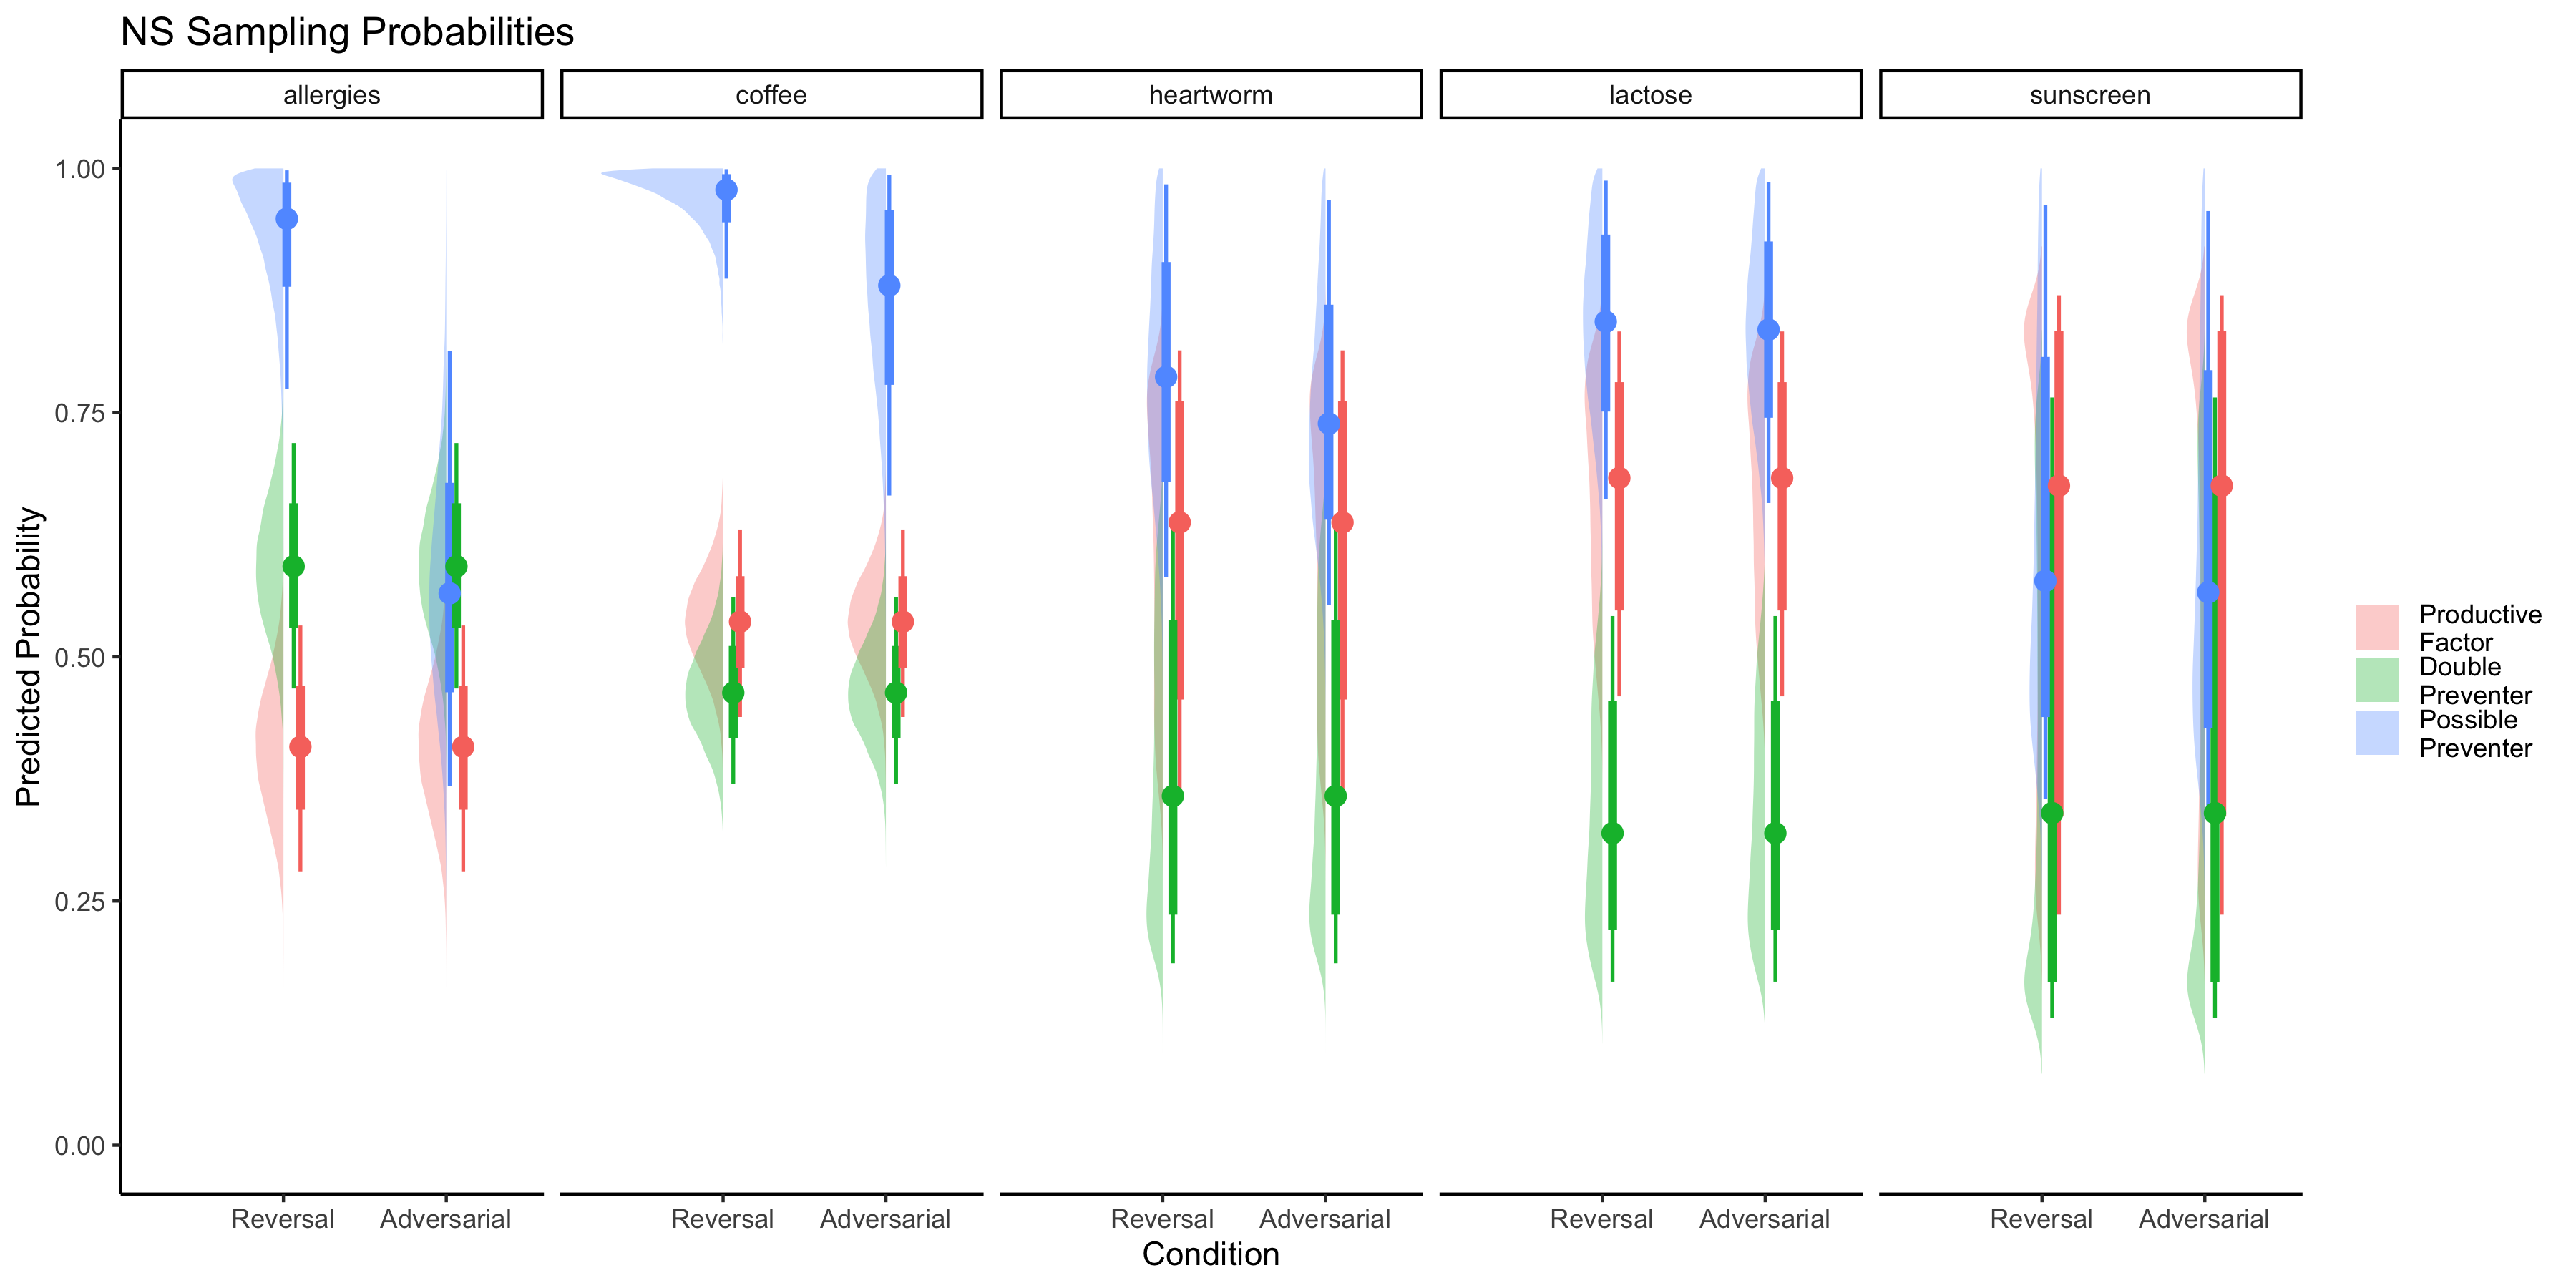 NS Sampling Probabilities
allergies
coffee
heartworm
lactose
sunscreen
1.00
0.75
0.50
0.25
0.00
Predicted Probability
Reversal
Adversarial
Reversal
Adversarial
Reversal
Adversarial
Reversal
Adversarial
Reversal
Adversarial
Condition
Productive
Factor
Double
Preventer
Possible
Preventer